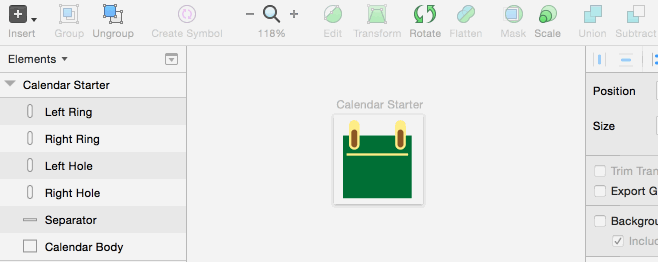 Insert Group Ungroup Create Symbol 118% Edit Transform Rotate Flatten Mask Scale Union Subtract
Elements
Calendar Starter
Left Ring
Right Ring
Left Hole
Right Hole
Separator
Calendar Body
Calendar Starter
Position
Size
Trim Tran
Export G
Backgrou
Includ